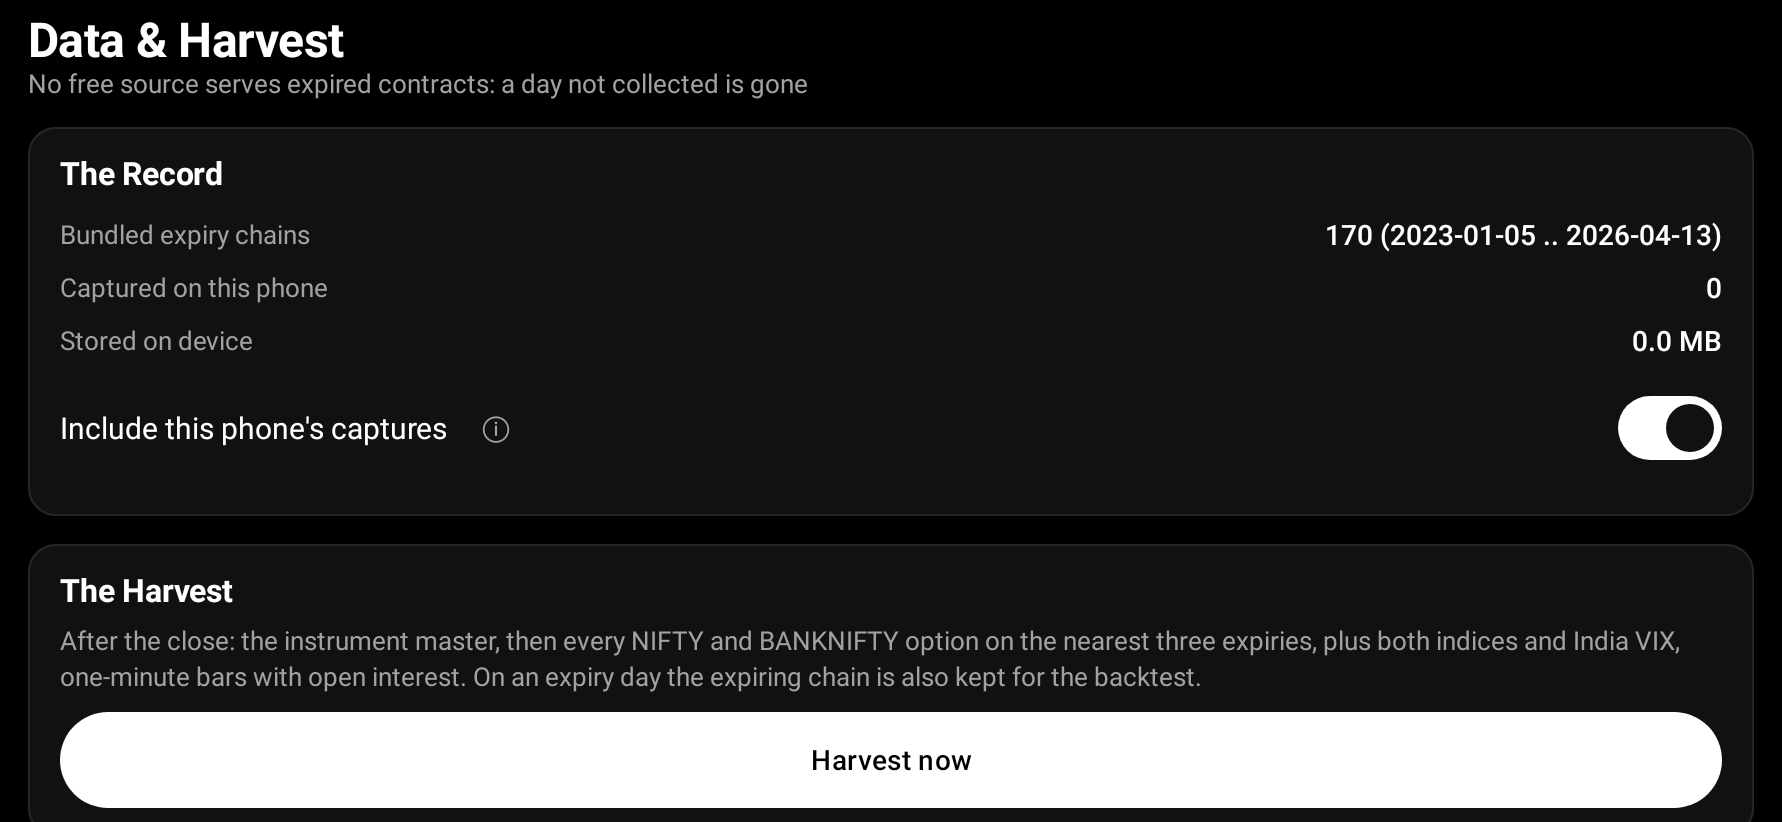 Data & Harvest
No free source serves expired contracts: a day not collected is gone
The Record
Bundled expiry chains 170 (2023-01-05 .. 2026-04-13)
Captured on this phone 0
Stored on device 0.0 MB
Include this phone's captures
The Harvest
After the close: the instrument master, then every NIFTY and BANKNIFTY option on the nearest three expiries, plus both indices and India VIX,
one-minute bars with open interest. On an expiry day the expiring chain is also kept for the backtest.
Harvest now